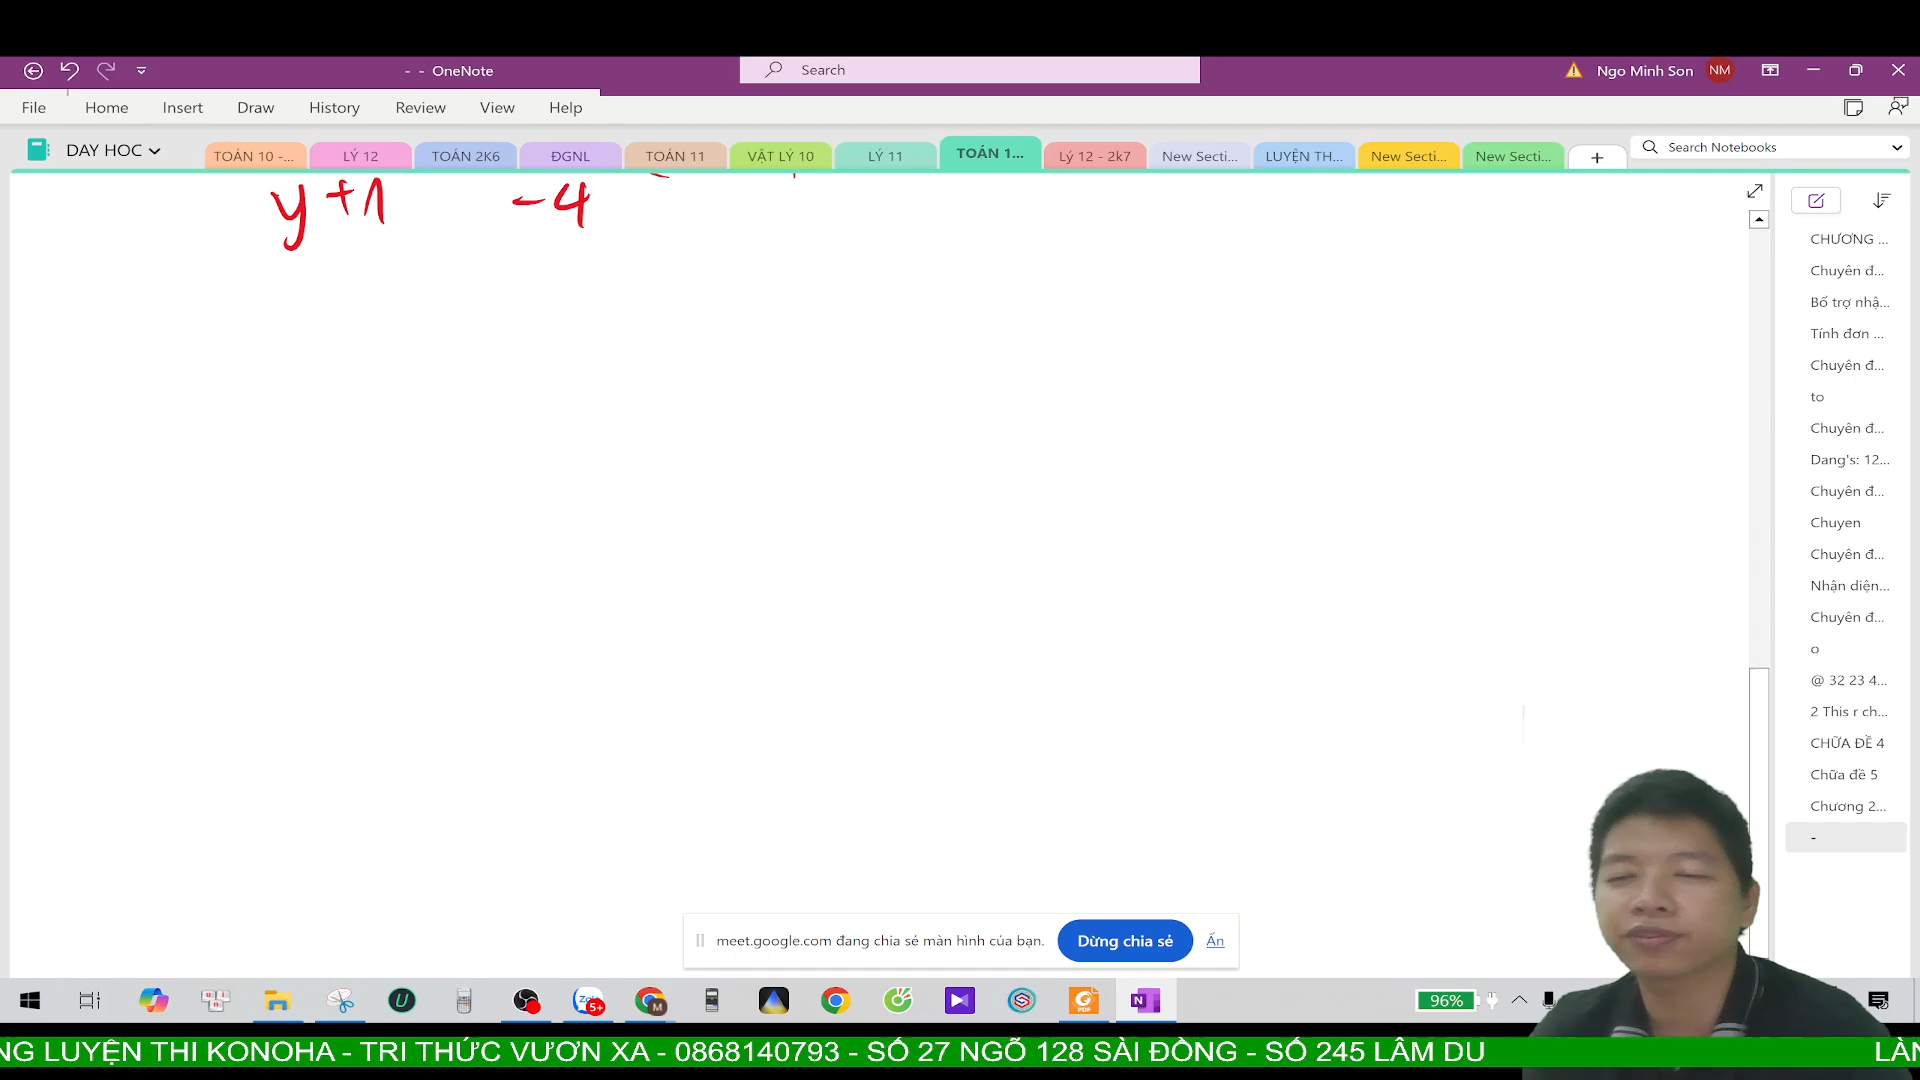 - - OneNote
Search
Ngo Minh Son
NM
File Home Insert Draw History Review View Help
DAY HOC
TOÁN 10 -...
LÝ 12
TOÁN 2K6
ĐGNL
TOÁN 11
VẬT LÝ 10
LÝ 11
TOÁN 1...
Lý 12 - 2k7
New Secti...
LUYỆN TH...
New Secti...
New Secti...
+
Search Notebooks
y+1 -4
CHƯƠNG ...
Chuyên đ...
Bổ trợ nhậ...
Tính đơn ...
Chuyên đ...
to
Chuyên đ...
Dang's: 12...
Chuyên đ...
Chuyen
Chuyên đ...
Nhận diện...
Chuyên đ...
o
@ 32 23 4...
2 This r ch...
CHỮA ĐỀ 4
Chữa đề 5
Chương 2...
-
meet.google.com đang chia sẻ màn hình của bạn.
Dừng chia sẻ
Ẩn
96%
NG LUYỆN THI KONOHA - TRI THỨC VƯƠN XA - 0868140793 - SỐ 27 NGÕ 128 SÀI ĐỒNG - SỐ 245 LÂM DU